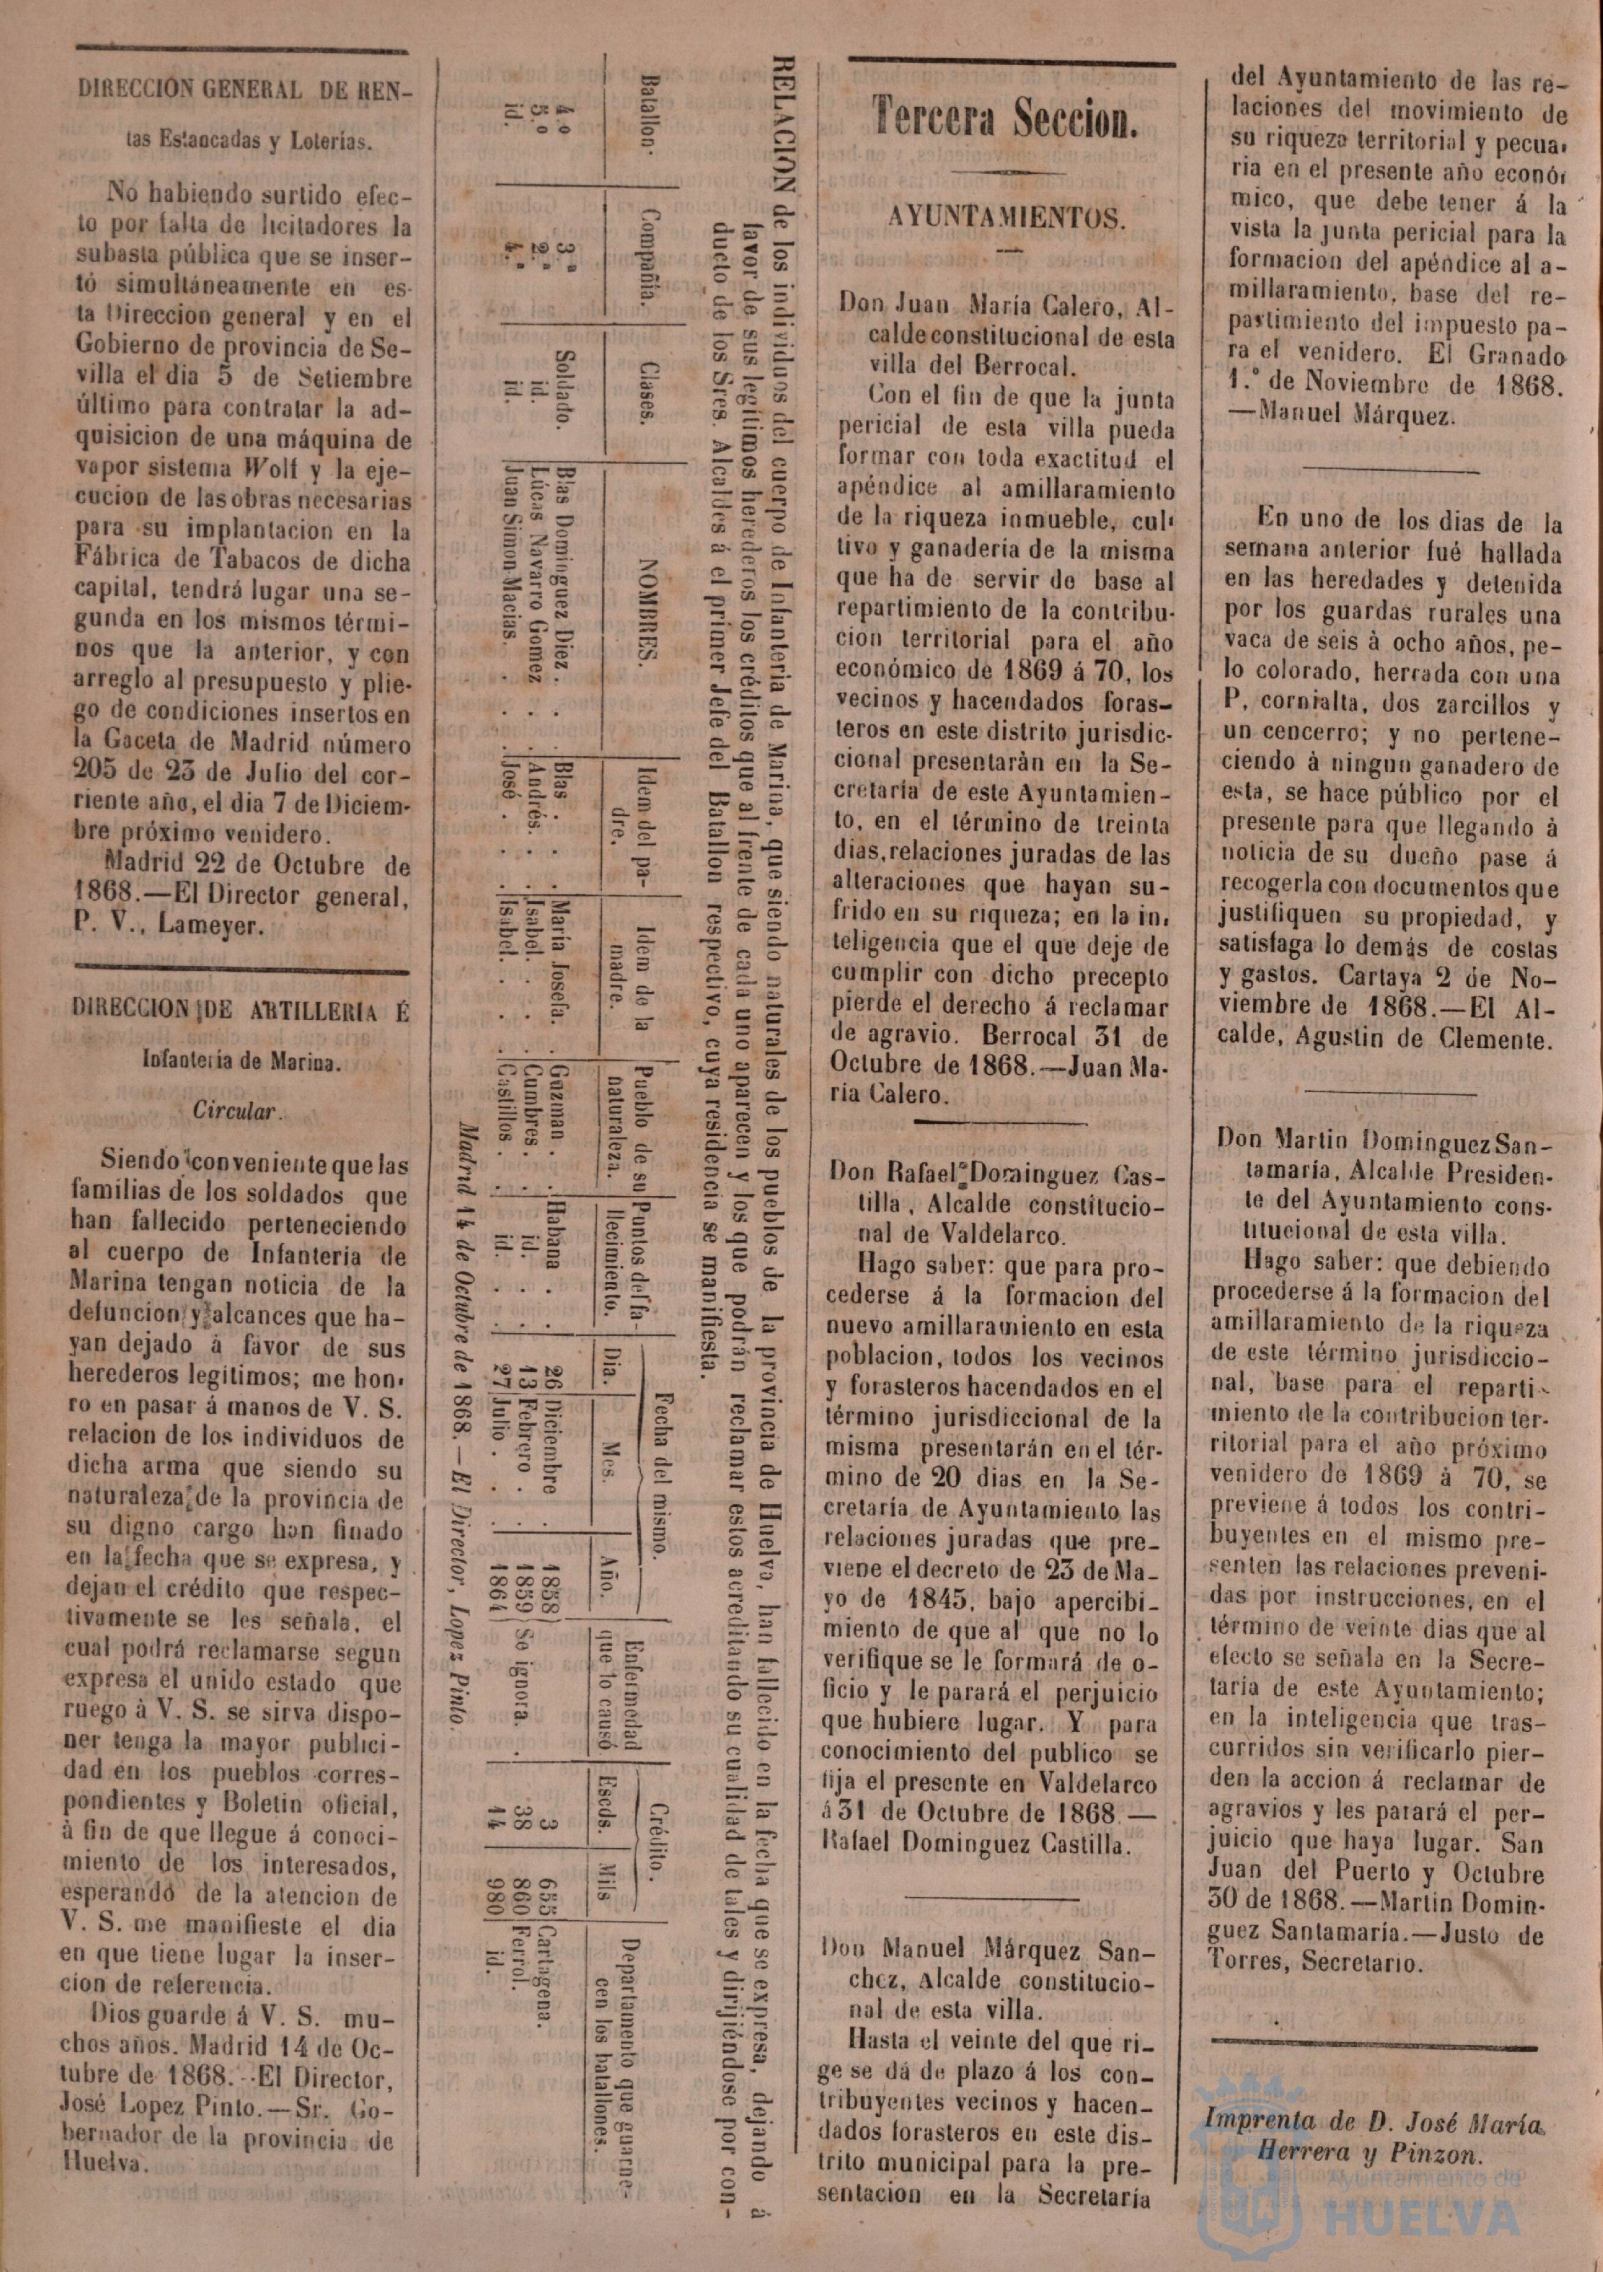 DIRECCION GENERAL DE REN-
tas Estancadas y Loterías.
No habiendo surtido efec-
to por falta de licitadores la
subasta pública que se inser-
tó simultáneamente en es-
ta Direccion general y en el
Gobierno de provincia de Se-
villa el dia 5 de Setiembre
último para contratar la ad-
quisicion de una máquina de
vapor sistema Wolf y la eje-
cucion de las obras necesarias
para su implantacion en la
Fábrica de Tabacos de dicha
capital, tendrá lugar una se-
gunda en los mismos térmi-
nos que la anterior, y con
arreglo al presupuesto y plie-
go de condiciones insertos en
la Gaceta de Madrid número
205 de 23 de Julio del cor-
riente año, el dia 7 de Diciem-
bre próximo venidero.
Madrid 22 de Octubre de
1868.—El Director general,
P. V., Lameyer.
DIRECCION DE ARTILLERIA É
Infantería de Marina.
Circular.
Siendo conveniente que las
familias de los soldados que
han fallecido perteneciendo
al cuerpo de Infantería de
Marina tengan noticia de la
defuncion y alcances que ha-
yan dejado à favor de sus
herederos legítimos; me hon-
ro en pasar á manos de V. S.
relacion de los individuos de
dicha arma que siendo su
naturaleza de la provincia de
su digno cargo han finado
en la fecha que se expresa, y
dejan el crédito que respec-
tivamente se les señala, el
cual podrá reclamarse segun
expresa el unido estado que
ruego à V. S. se sirva dispo-
ner tenga la mayor publici-
dad en los pueblos corres-
pondientes y Boletin oficial,
à fin de que llegue á conoci-
miento de los interesados,
esperando de la atencion de
V. S. me manifieste el dia
en que tiene lugar la inser-
cion de referencia.
Dios guarde á V. S. mu-
chos años. Madrid 14 de Oc-
tubre de 1868.--El Director,
José Lopez Pinto.—Sr. Go-
bernador de la provincia de
Huelva.
RELACION de los individuos del cuerpo de Infantería de Marina, que siendo naturales de los pueblos de la provincia de Huelva, han fallecido en la fecha que se expresa, dejando á
favor de sus legítimos herederos los créditos que al frente de cada uno aparecen y los que podrán reclamar estos acreditando su cualidad de tales y dirijiéndose por con-
ducto de los Sres. Alcaldes á el primer Jefe del Batallon respectivo, cuya residencia se manifiesta.
Batallon. Compañía. Clases. NOMBRES. Idem del pa-dre. Idem de la madre. Pueblo de su naturaleza. Puntos del fa-llecimiento. Fecha del mismo. Dia. Mes. Año. Enfermedad que lo causó Crédito. Escds. Mils Departamento que guarne-cen los batallones.
4.º 3.ª Soldado. Blas Dominguez Diez. Blas. María Josefa. Guzman. Habana 26 Diciembre 1858 3 655 Cartagena.
5.º 2.ª id. Lúcas Navarro Gomez Andrés. Isabel. Cumbres. id. 13 Febrero. 1859 Se ignora. 38 860 Ferrol.
id. 4.ª id. Juan Simon Macias. José. Isabel. Castillos. id. 27 Julio. 1864 44 980 id.
Madrid 14 de Octubre de 1868.—El Director, Lopez Pinto.
Tercera Seccion.
AYUNTAMIENTOS.
Don Juan María Calero, Al-
calde constitucional de esta
villa del Berrocal.
Con el fin de que la junta
pericial de esta villa pueda
formar con toda exactitud el
apéndice al amillaramiento
de la riqueza inmueble, cul-
tivo y ganadería de la misma
que ha de servir de base al
repartimiento de la contribu-
cion territorial para el año
económico de 1869 á 70, los
vecinos y hacendados foras-
teros en este distrito jurisdic-
cional presentaràn en la Se-
cretaría de este Ayuntamien-
to, en el término de treinta
dias, relaciones juradas de las
alteraciones que hayan su-
frido en su riqueza; en la in-
teligencia que el que deje de
cumplir con dicho precepto
pierde el derecho á reclamar
de agravio. Berrocal 31 de
Octubre de 1868.—Juan Ma-
ria Calero.
Don Rafael Dominguez Cas-
tilla, Alcalde constitucio-
nal de Valdelarco.
Hago saber: que para pro-
cederse á la formacion del
nuevo amillaramiento en esta
poblacion, todos los vecinos
y forasteros hacendados en el
término jurisdiccional de la
misma presentarán en el tér-
mino de 20 dias en la Se-
cretaría de Ayuntamiento las
relaciones juradas que pre-
viene el decreto de 23 de Ma-
yo de 1845, bajo apercibi-
miento de que al que no lo
verifique se le formará de o-
ficio y le parará el perjuicio
que hubiere lugar. Y para
conocimiento del publico se
fija el presente en Valdelarco
á 31 de Octubre de 1868.—
Rafael Dominguez Castilla.
Don Manuel Márquez San-
chez, Alcalde constitucio-
nal de esta villa.
Hasta el veinte del que ri-
ge se dá de plazo á los con-
tribuyentes vecinos y hacen-
dados forasteros en este dis-
trito municipal para la pre-
sentacion en la Secretaría
del Ayuntamiento de las re-
laciones del movimiento de
su riqueza territorial y pecua-
ria en el presente año econó-
mico, que debe tener á la
vista la junta pericial para la
formacion del apéndice al a-
millaramiento, base del re-
partimiento del impuesto pa-
ra el venidero. El Granado
1.º de Noviembre de 1868.
—Manuel Márquez.
En uno de los dias de la
semana anterior fué hallada
en las heredades y detenida
por los guardas rurales una
vaca de seis à ocho años, pe-
lo colorado, herrada con una
P, cornialta, dos zarcillos y
un cencerro; y no pertene-
ciendo à ningun ganadero de
esta, se hace público por el
presente para que llegando à
noticia de su dueño pase á
recogerla con documentos que
justifiquen su propiedad, y
satisfaga lo demás de costas
y gastos. Cartaya 2 de No-
viembre de 1868.—El Al-
calde, Agustin de Clemente.
Don Martin Dominguez San-
tamaría, Alcalde Presiden-
te del Ayuntamiento cons-
titucional de esta villa.
Hago saber: que debiendo
procederse á la formacion del
amillaramiento de la riqueza
de este término jurisdiccio-
nal, base para el reparti-
miento de la contribucion ter-
ritorial para el año próximo
venidero de 1869 à 70, se
previene á todos los contri-
buyentes en el mismo pre-
senten las relaciones preveni-
das por instrucciones, en el
término de veinte dias que al
efecto se señala en la Secre-
taría de este Ayuntamiento;
en la inteligencia que tras-
curridos sin verificarlo pier-
den la accion á reclamar de
agravios y les parará el per-
juicio que haya lugar. San
Juan del Puerto y Octubre
30 de 1868.—Martin Domin-
guez Santamaría.—Justo de
Torres, Secretario.
Imprenta de D. José María
Herrera y Pinzon.
Ayuntamiento de
HUELVA